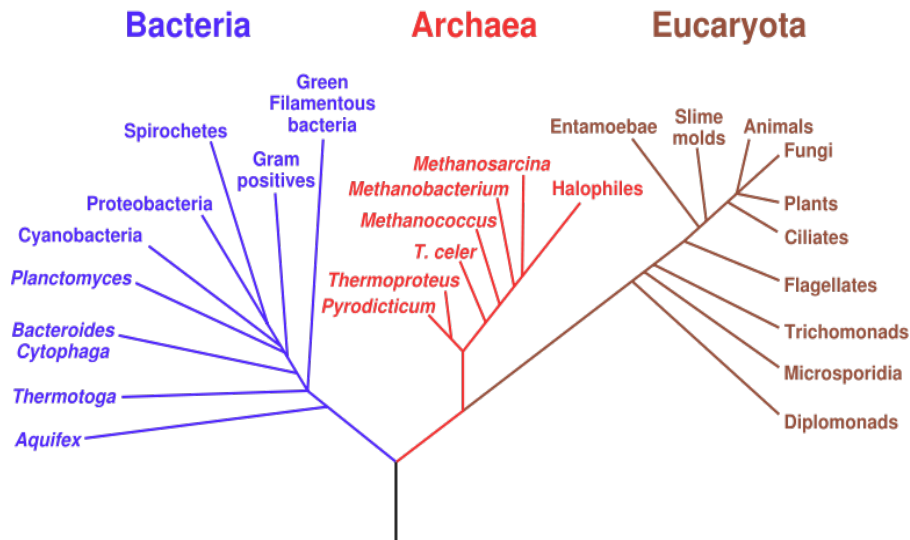 Bacteria
Archaea
Eucaryota
Green
Filamentous
bacteria
Spirochetes
Gram
positives
Proteobacteria
Cyanobacteria
Planctomyces
Bacteroides
Cytophaga
Thermotoga
Aquifex
Methanosarcina
Methanobacterium
Halophiles
Methanococcus
T. celer
Thermoproteus
Pyrodicticum
Entamoebae
Slime
molds
Animals
Fungi
Plants
Ciliates
Flagellates
Trichomonads
Microsporidia
Diplomonads